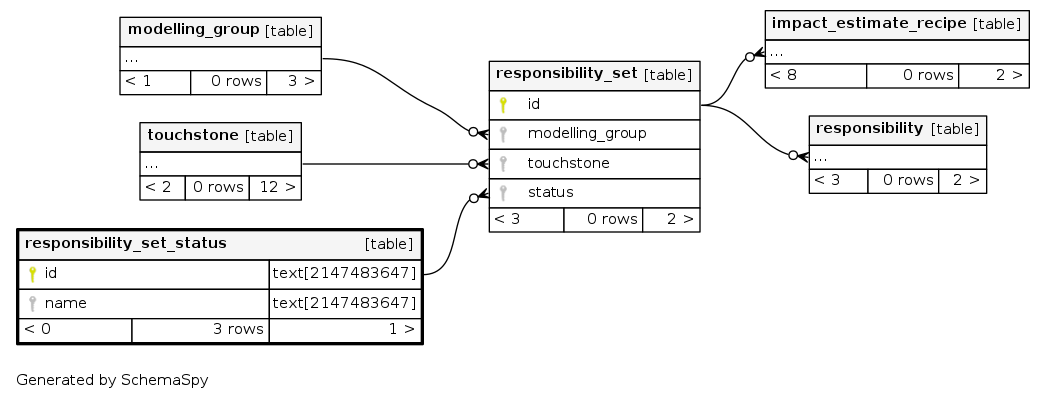 modelling_group [table]
...
< 1 0 rows 3 >
touchstone [table]
...
< 2 0 rows 12 >
responsibility_set_status [table]
id text[2147483647]
name text[2147483647]
< 0 3 rows 1 >
responsibility_set [table]
id
modelling_group
touchstone
status
< 3 0 rows 2 >
impact_estimate_recipe [table]
...
< 8 0 rows 2 >
responsibility [table]
...
< 3 0 rows 2 >
Generated by SchemaSpy